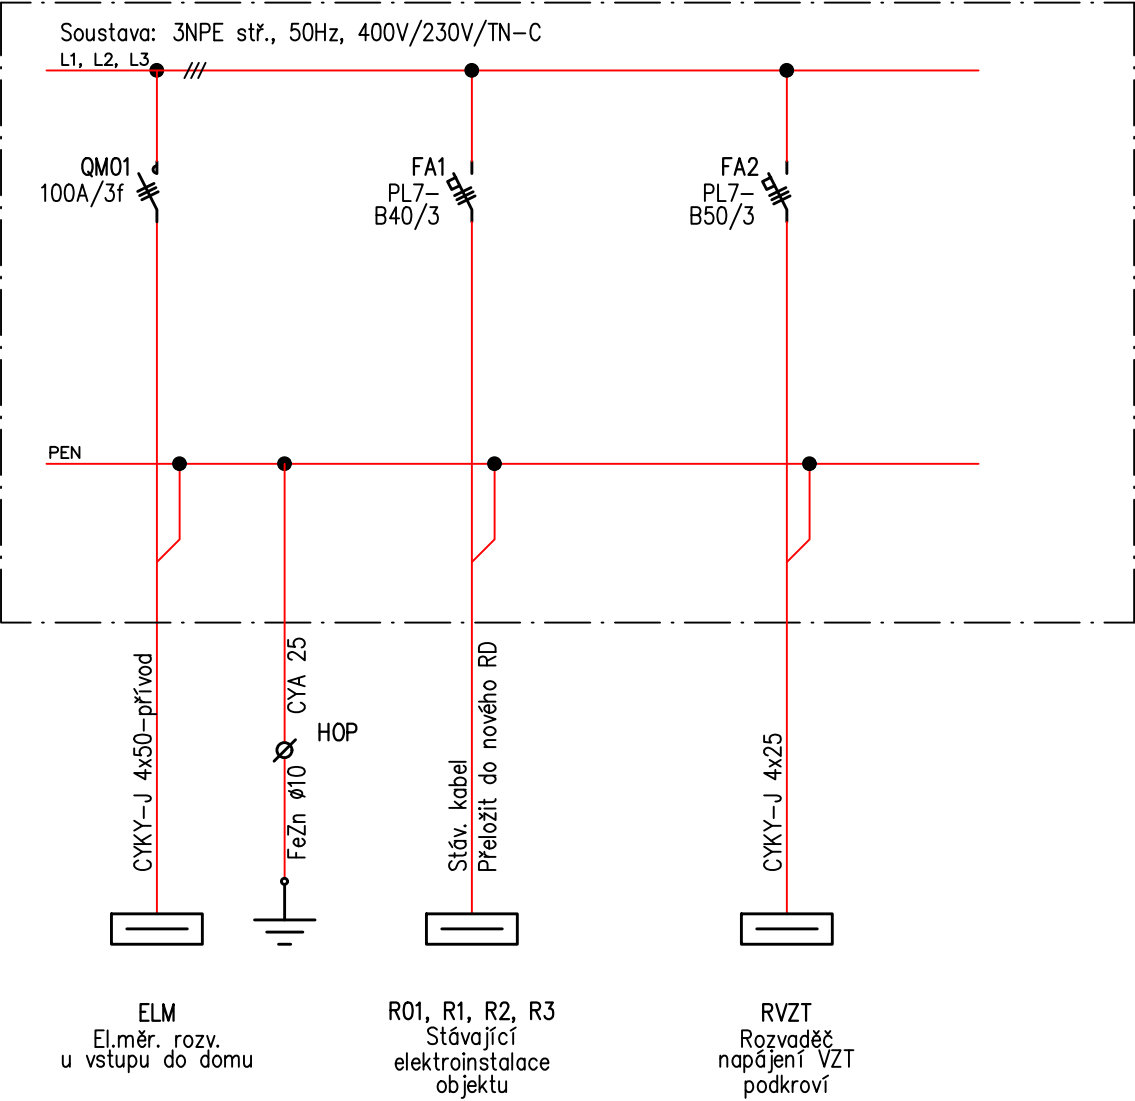 Soustava: 3NPE stř., 50Hz, 400V/230V/TN-C
L1, L2, L3
QM01
100A/3f
FA1
PL7-
B40/3
FA2
PL7-
B50/3
PEN
CYKY-J 4x50-přívod
CYA 25
HOP
FeZn ø10
Stáv. kabel
Přeložit do nového RD
CYKY-J 4x25
ELM
El.měr. rozv.
u vstupu do domu
R01, R1, R2, R3
Stávající
elektroinstalace
objektu
RVZT
Rozvaděč
napájení VZT
podkroví